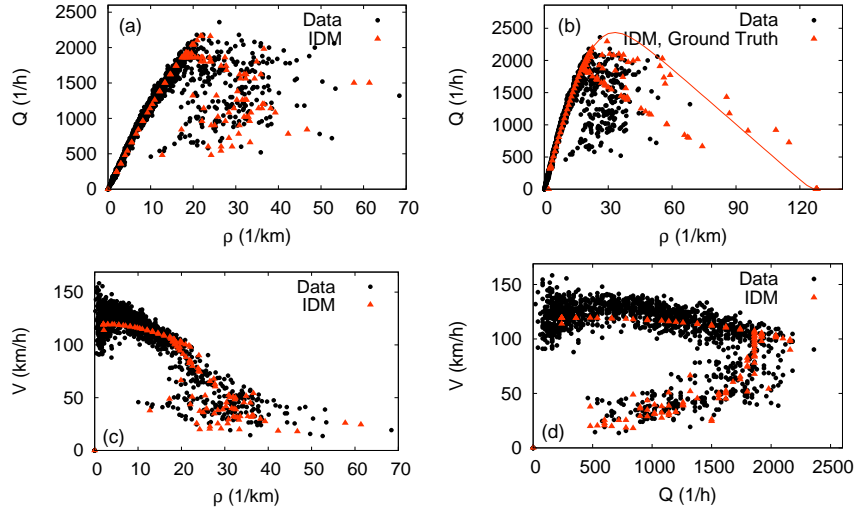 (a)
Data
IDM
Q (1/h)
2500
2000
1500
1000
500
0
0 10 20 30 40 50 60 70
ρ (1/km)
(b)
Data
IDM, Ground Truth
Q (1/h)
2500
2000
1500
1000
500
0
0 30 60 90 120
ρ (1/km)
Data
IDM
V (km/h)
150
100
50
0
(c)
0 10 20 30 40 50 60 70
ρ (1/km)
Data
IDM
V (km/h)
150
100
50
0
(d)
0 500 1000 1500 2000 2500
Q (1/h)